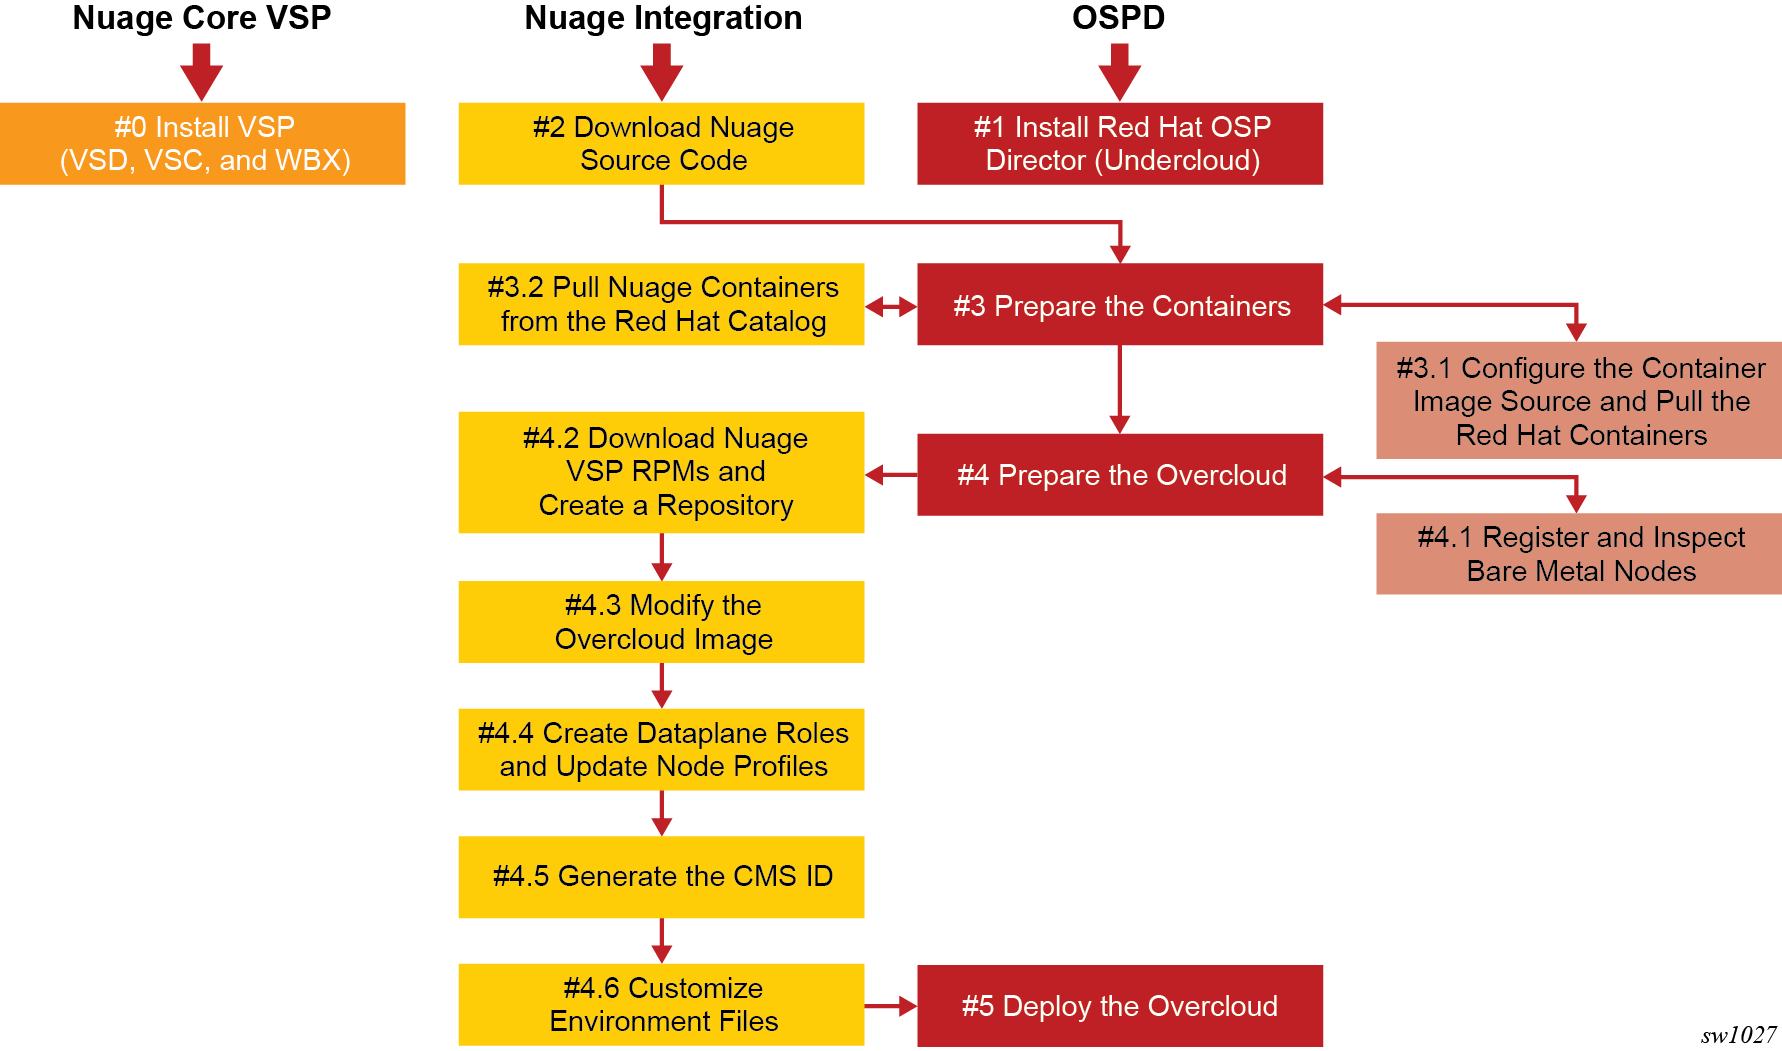 Nuage Core VSP
Nuage Integration
OSPD
#0 Install VSP
(VSD, VSC, and WBX)
#2 Download Nuage
Source Code
#1 Install Red Hat OSP
Director (Undercloud)
#3.2 Pull Nuage Containers
from the Red Hat Catalog
#3 Prepare the Containers
#3.1 Configure the Container
Image Source and Pull the
Red Hat Containers
#4.2 Download Nuage
VSP RPMs and
Create a Repository
#4 Prepare the Overcloud
#4.1 Register and Inspect
Bare Metal Nodes
#4.3 Modify the
Overcloud Image
#4.4 Create Dataplane Roles
and Update Node Profiles
#4.5 Generate the CMS ID
#4.6 Customize
Environment Files
#5 Deploy the Overcloud
sw1027